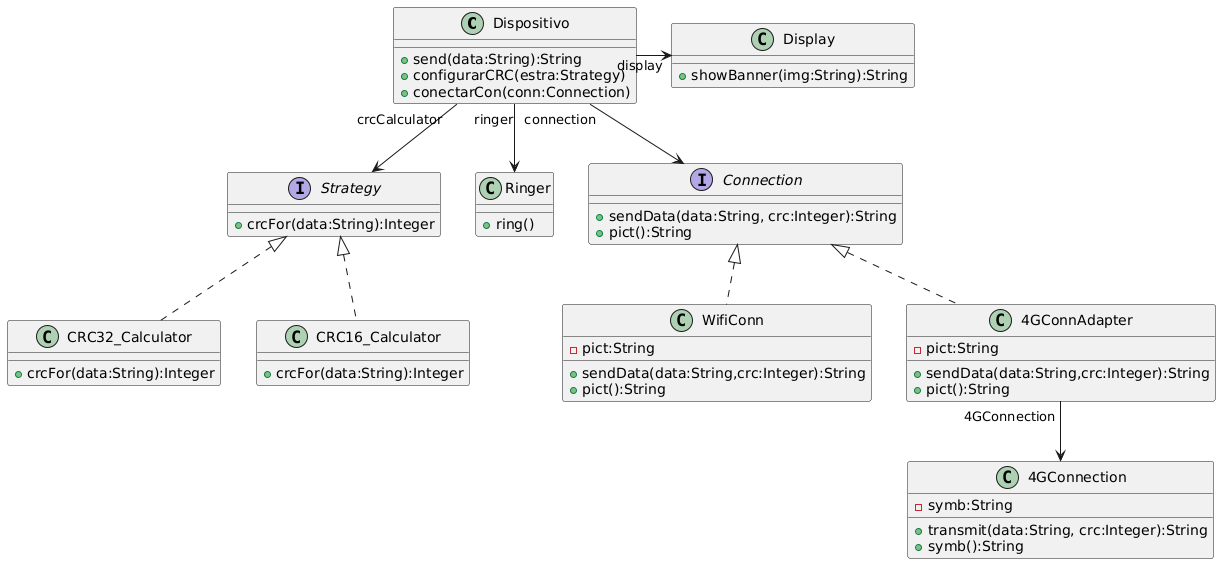 C Dispositivo
send(data:String):String
configurarCRC(estra:Strategy)
conectarCon(conn:Connection)
C Display
showBanner(img:String):String
display
crcCalculator
ringer
connection
I Strategy
crcFor(data:String):Integer
C Ringer
ring()
I Connection
sendData(data:String, crc:Integer):String
pict():String
C CRC32_Calculator
crcFor(data:String):Integer
C CRC16_Calculator
crcFor(data:String):Integer
C WifiConn
pict:String
sendData(data:String,crc:Integer):String
pict():String
C 4GConnAdapter
pict:String
sendData(data:String,crc:Integer):String
pict():String
4GConnection
C 4GConnection
symb:String
transmit(data:String, crc:Integer):String
symb():String